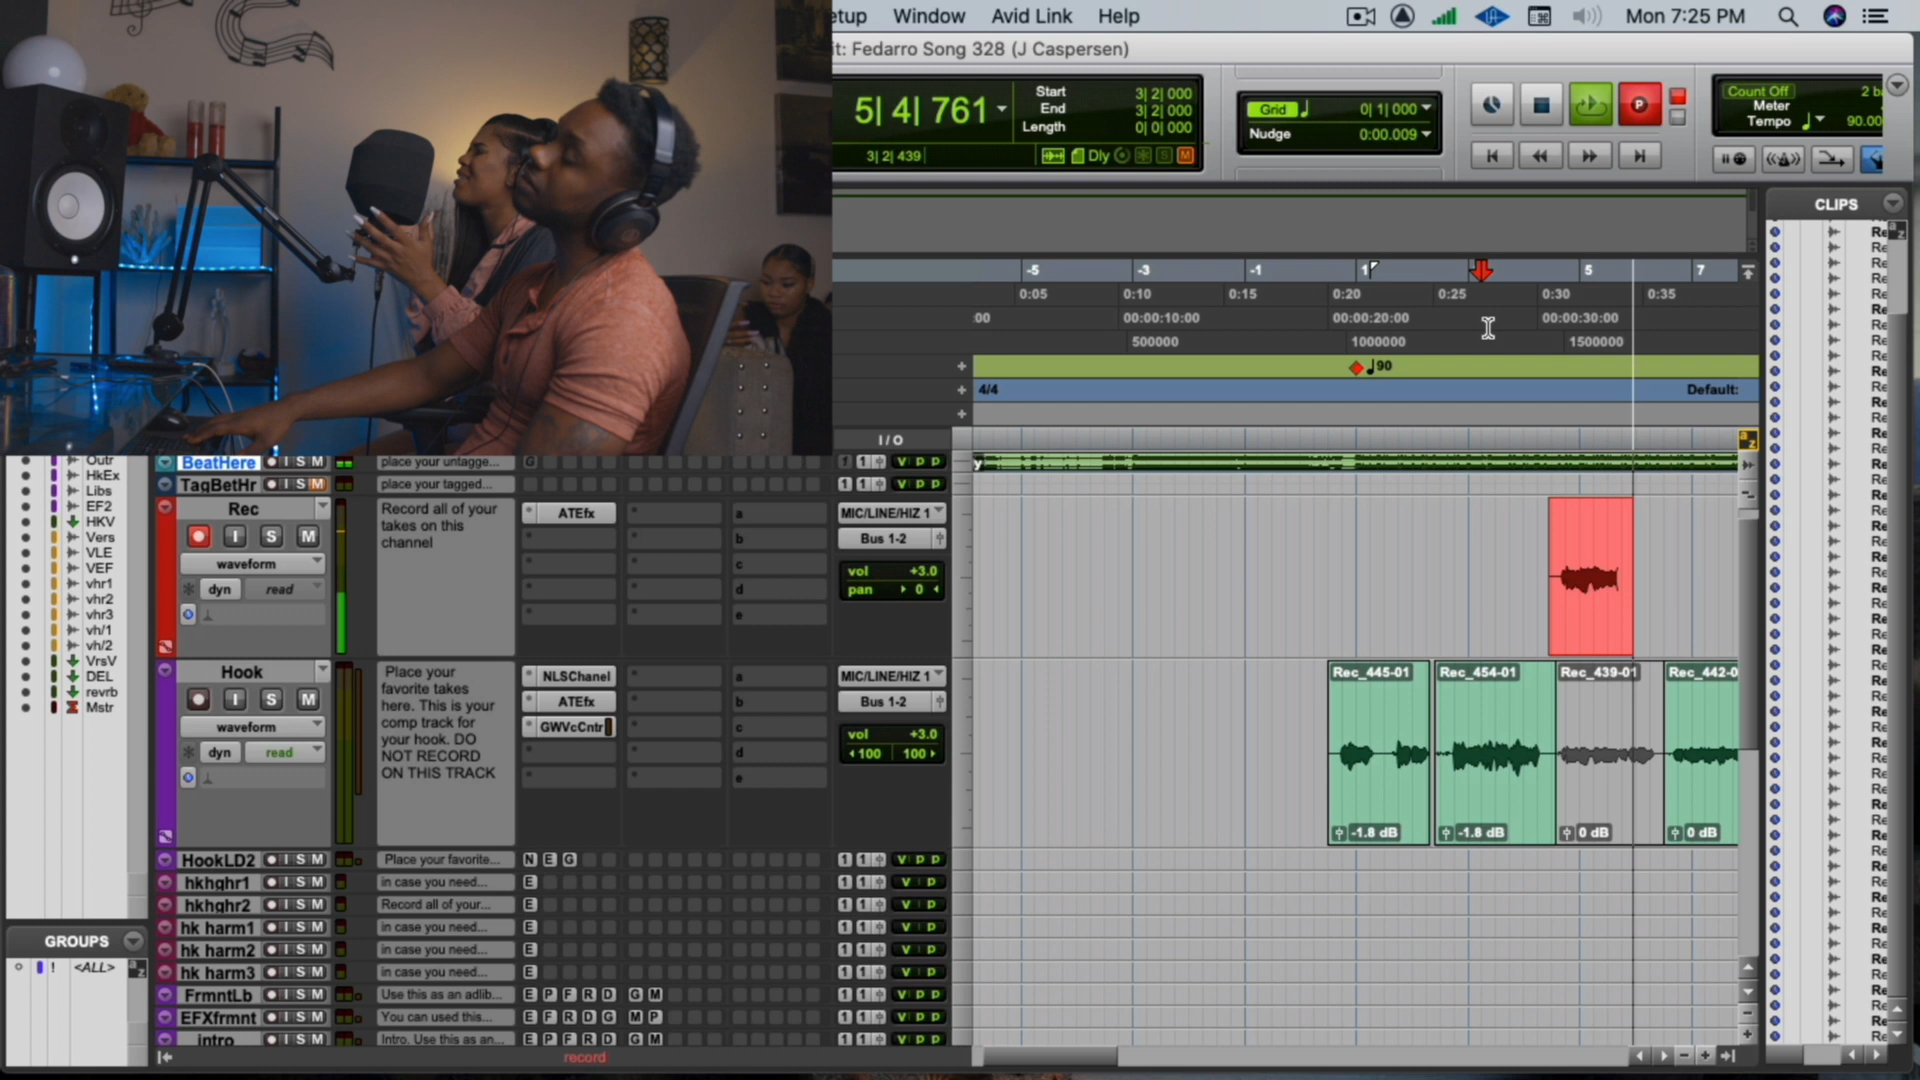 etup Window Avid Link Help Mon 7:25 PM
it: Fedarro Song 328 (J Caspersen)
5| 4| 761
Start 3| 2| 000
End 3| 2| 000
Length 0| 0| 000
3| 2| 439
Dly
Grid 0| 1| 000
Nudge 0:00.009
Count Off 2 ba
Meter
Tempo 90.00
CLIPS
-5 -3 -1 1 5 7
0:05 0:10 0:15 0:20 0:25 0:30 0:35
:00 00:00:10:00 00:00:20:00 00:00:30:00
500000 1000000 1500000
90
4/4 Default:
I/O
Outr
HkEx
Libs
EF2
HKV
Vers
VLE
VEF
vhr1
vhr2
vhr3
vh/1
vh/2
VrsV
DEL
revrb
Mstr
GROUPS
! <ALL>
BeatHere I S M place your untagge... V P P
TagBetHr I S M place your tagged... V P P
Rec
I S M
waveform
dyn read
Record all of your
takes on this
channel
ATEfx
a
b
c
d
e
MIC/LINE/HIZ 1
Bus 1-2
vol +3.0
pan 0
Hook
I S M
waveform
dyn read
Place your
favorite takes
here. This is your
comp track for
your hook. DO
NOT RECORD
ON THIS TRACK
NLSChanel
ATEfx
GWVcCntr
a
b
c
d
e
MIC/LINE/HIZ 1
Bus 1-2
vol +3.0
100 100
Rec_445-01 Rec_454-01 Rec_439-01 Rec_442-0
-1.8 dB -1.8 dB 0 dB 0 dB
HookLD2 I S M Place your favorite... N E G V P P
hkhghr1 I S M in case you need... E V P
hkhghr2 I S M Record all of your... E V P P
hk harm1 I S M in case you need... E V P P
hk harm2 I S M in case you need... E V P P
hk harm3 I S M in case you need... E V P P
FrmntLb I S M Use this as an adlib... E P F R D G M V P P
EFXfrmnt I S M You can used this... E F R D G M P V P P
intro I S M Intro. Use this as an... E P F R D G M V P P
record